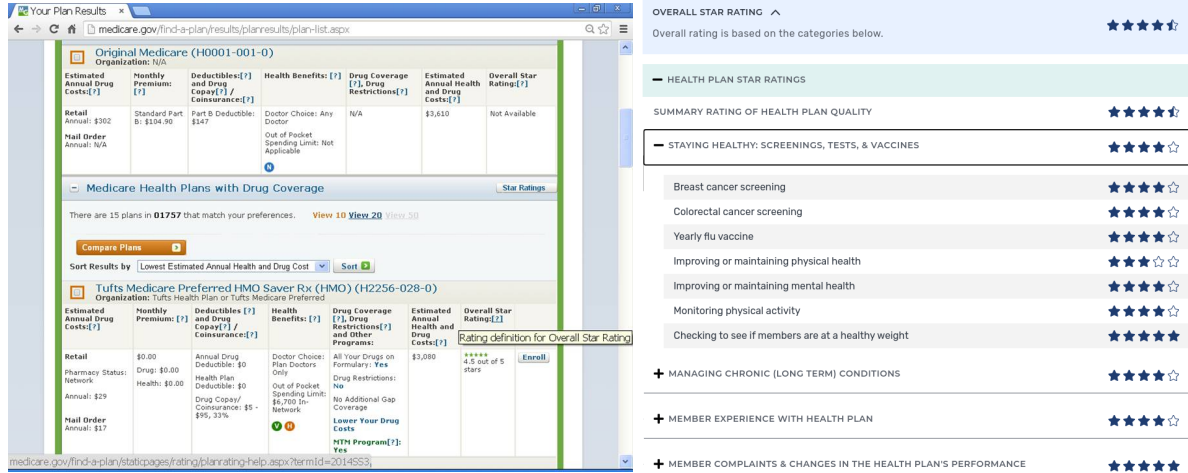 Your Plan Results
medicare.gov/find-a-plan/results/planresults/plan-list.aspx
Original Medicare (H0001-001-0)
Organization: N/A
Estimated Annual Drug Costs:[?]
Monthly Premium: [?]
Deductibles:[?] and Drug Copay[?] / Coinsurance:[?]
Health Benefits: [?]
Drug Coverage [?], Drug Restrictions[?]
Estimated Annual Health and Drug Costs:[?]
Overall Star Rating:[?]
Retail
Annual: $302
Mail Order
Annual: N/A
Standard Part B: $104.90
Part B Deductible: $147
Doctor Choice: Any Doctor
Out of Pocket Spending Limit: Not Applicable
N
N/A
$3,610
Not Available
Medicare Health Plans with Drug Coverage
Star Ratings
There are 15 plans in 01757 that match your preferences. View 10 View 20 View 50
Compare Plans
Sort Results by Lowest Estimated Annual Health and Drug Cost Sort
Tufts Medicare Preferred HMO Saver Rx (HMO) (H2256-028-0)
Organization: Tufts Health Plan or Tufts Medicare Preferred
Estimated Annual Drug Costs:[?]
Monthly Premium: [?]
Deductibles [?] and Drug Copay[?] / Coinsurance:[?]
Health Benefits: [?]
Drug Coverage [?], Drug Restrictions[?] and Other Programs:
Estimated Annual Health and Drug Costs:[?]
Overall Star Rating:[?]
Rating definition for Overall Star Rating
Retail
Pharmacy Status: Network
Annual: $29
Mail Order
Annual: $17
$0.00
Drug: $0.00
Health: $0.00
Annual Drug Deductible: $0
Health Plan Deductible: $0
Drug Copay/ Coinsurance: $5 - $95, 33%
Doctor Choice: Plan Doctors Only
Out of Pocket Spending Limit: $6,700 In-Network
V H
All Your Drugs on Formulary: Yes
Drug Restrictions: No
No Additional Gap Coverage
Lower Your Drug Costs
MTM Program[?]: Yes
$3,080
4.5 out of 5 stars
Enroll
medicare.gov/find-a-plan/staticpages/rating/planrating-help.aspx?termId=2014SS3,
OVERALL STAR RATING
Overall rating is based on the categories below.
HEALTH PLAN STAR RATINGS
SUMMARY RATING OF HEALTH PLAN QUALITY
STAYING HEALTHY: SCREENINGS, TESTS, & VACCINES
Breast cancer screening
Colorectal cancer screening
Yearly flu vaccine
Improving or maintaining physical health
Improving or maintaining mental health
Monitoring physical activity
Checking to see if members are at a healthy weight
MANAGING CHRONIC (LONG TERM) CONDITIONS
MEMBER EXPERIENCE WITH HEALTH PLAN
MEMBER COMPLAINTS & CHANGES IN THE HEALTH PLAN'S PERFORMANCE